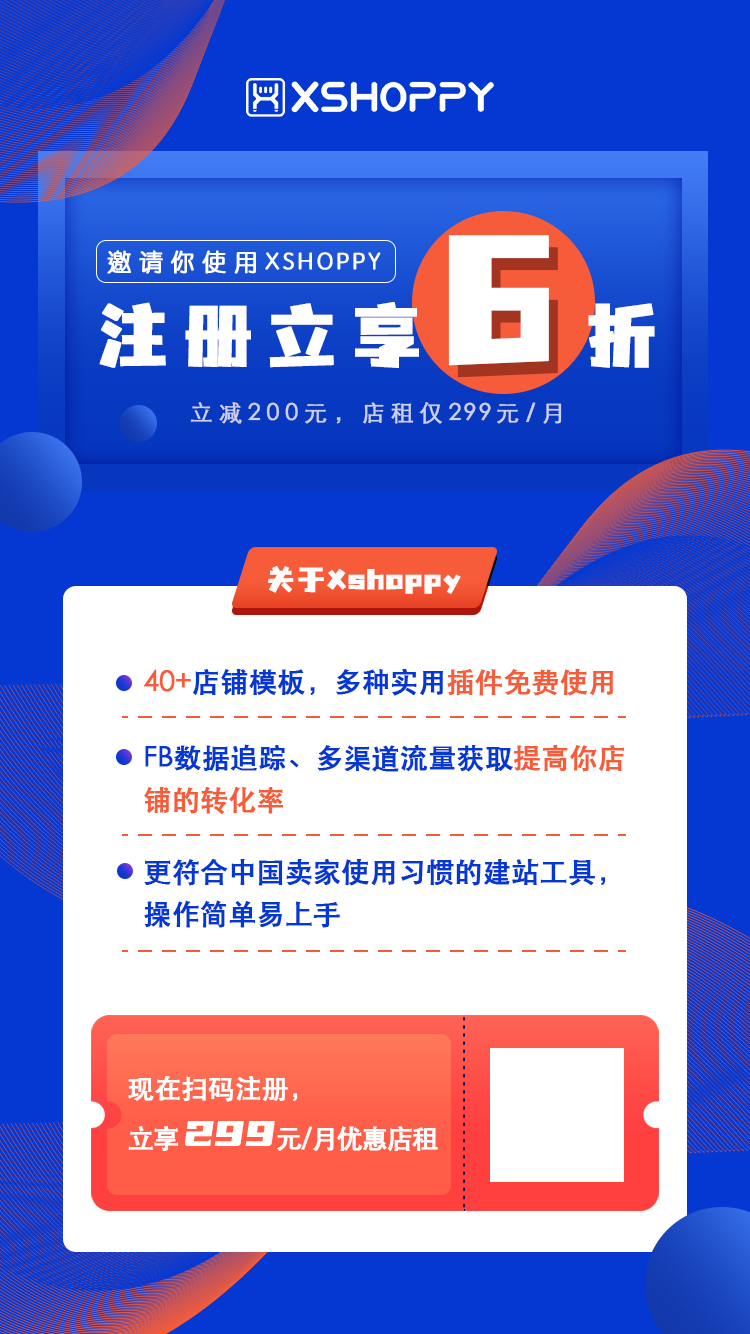 XSHOPPY
邀请你使用XSHOPPY
注册立享6折
立减200元，店租仅299元/月
关于Xshoppy
40+店铺模板，多种实用插件免费使用
FB数据追踪、多渠道流量获取提高你店
铺的转化率
更符合中国卖家使用习惯的建站工具，
操作简单易上手
现在扫码注册，
立享299元/月优惠店租